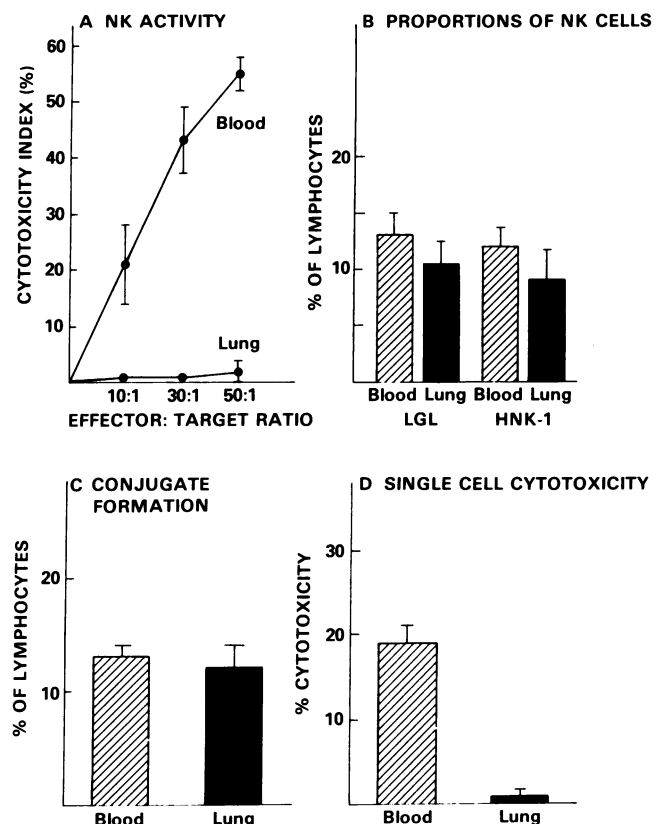 A NK ACTIVITY
CYTOTOXICITY INDEX (%)
60
50
40
30
20
10
Blood
Lung
10:1 30:1 50:1
EFFECTOR: TARGET RATIO
B PROPORTIONS OF NK CELLS
% OF LYMPHOCYTES
20
10
Blood Lung Blood Lung
LGL HNK-1
C CONJUGATE
FORMATION
% OF LYMPHOCYTES
20
10
Blood Lung
D SINGLE CELL CYTOTOXICITY
% CYTOTOXICITY
30
20
10
Blood Lung